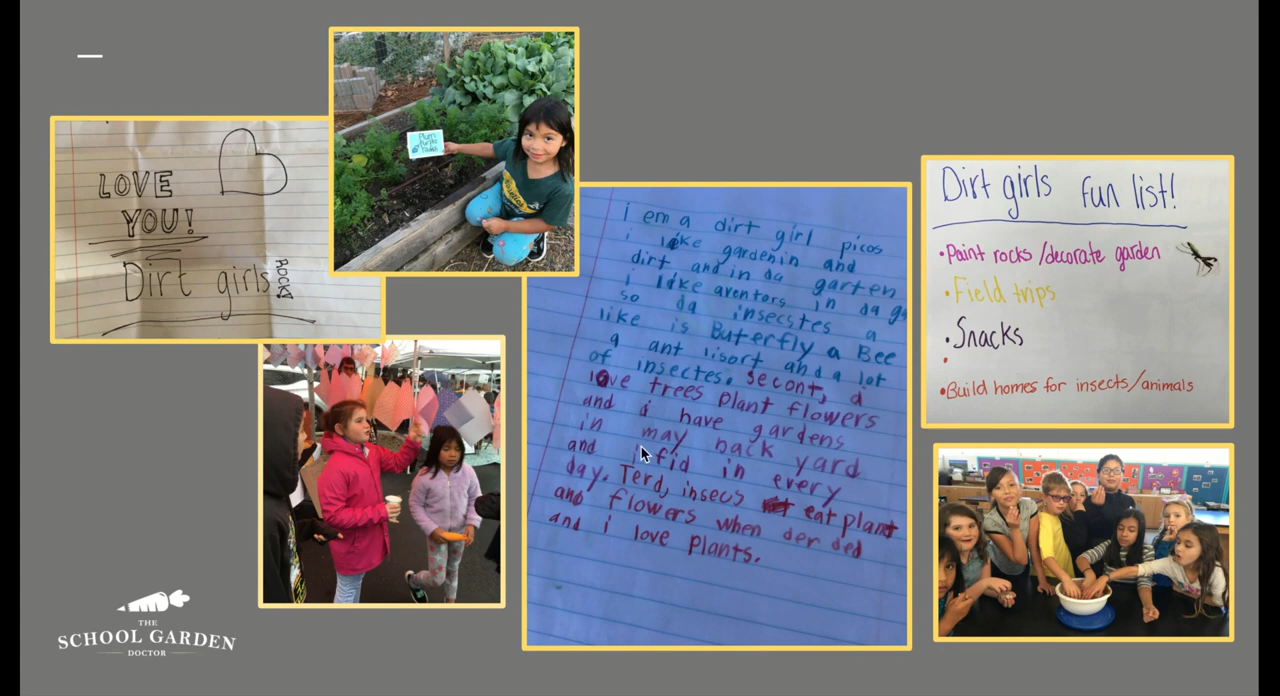 LOVE
YOU!
Dirt girls
ROCK!
Plum
Purple
Radish
i em a dirt girl picos
i like gardenin and
dirt and in da garten
i like aventors in da ga
so da insecstes a
like is Buterfly a Bee
a ant lisort and a lot
of insectes. Secont, i
love trees plant flowers
and i have gardens
in may back yard
and i fid in every
day. Terd, insecs eat plant
and flowers when der ded
and i love plants.
Dirt girls fun list!
•Paint rocks/decorate garden
•Field trips
•Snacks
•
•Build homes for insects/animals
THE
SCHOOL GARDEN
DOCTOR